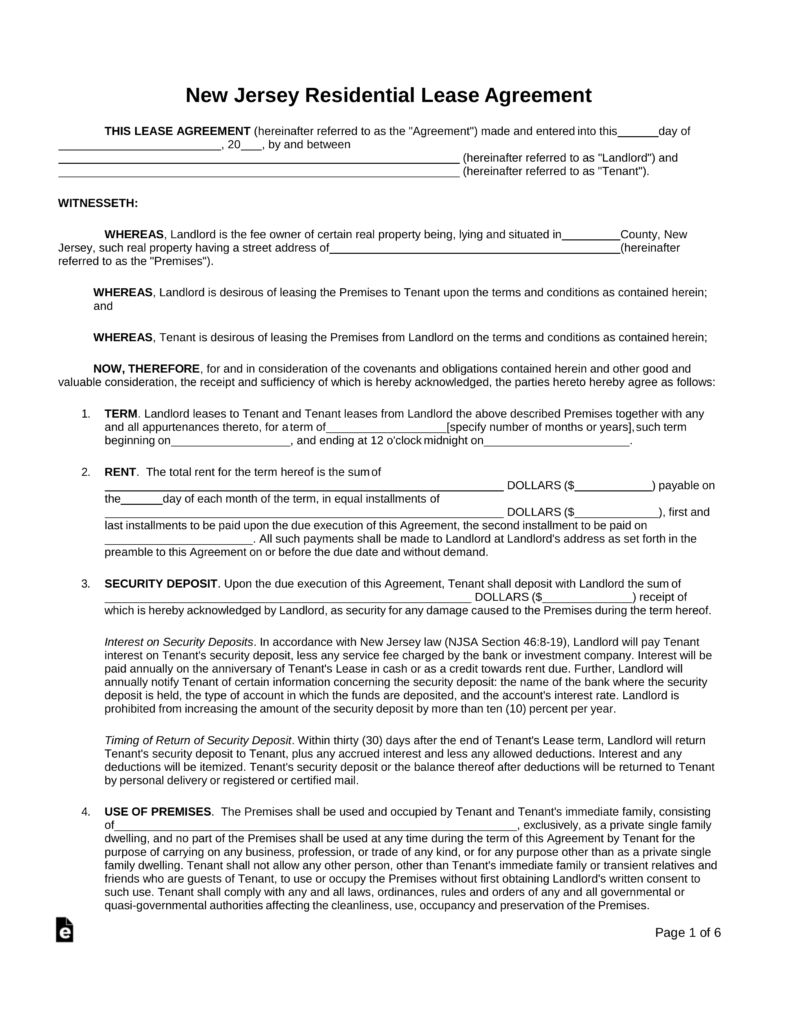 New Jersey Residential Lease Agreement
THIS LEASE AGREEMENT (hereinafter referred to as the "Agreement") made and entered into this______day of
________________________, 20___, by and between
____________________________________________________________ (hereinafter referred to as "Landlord") and
____________________________________________________________ (hereinafter referred to as "Tenant").
WITNESSETH:
WHEREAS, Landlord is the fee owner of certain real property being, lying and situated in_________County, New
Jersey, such real property having a street address of____________________________________________(hereinafter
referred to as the "Premises").
WHEREAS, Landlord is desirous of leasing the Premises to Tenant upon the terms and conditions as contained herein;
and
WHEREAS, Tenant is desirous of leasing the Premises from Landlord on the terms and conditions as contained herein;
NOW, THEREFORE, for and in consideration of the covenants and obligations contained herein and other good and
valuable consideration, the receipt and sufficiency of which is hereby acknowledged, the parties hereto hereby agree as follows:
1. TERM. Landlord leases to Tenant and Tenant leases from Landlord the above described Premises together with any
and all appurtenances thereto, for a term of__________________[specify number of months or years], such term
beginning on__________________, and ending at 12 o'clock midnight on______________________.
2. RENT. The total rent for the term hereof is the sum of
____________________________________________________________ DOLLARS ($____________) payable on
the______day of each month of the term, in equal installments of
____________________________________________________________ DOLLARS ($_____________), first and
last installments to be paid upon the due execution of this Agreement, the second installment to be paid on
______________________. All such payments shall be made to Landlord at Landlord's address as set forth in the
preamble to this Agreement on or before the due date and without demand.
3. SECURITY DEPOSIT. Upon the due execution of this Agreement, Tenant shall deposit with Landlord the sum of
_______________________________________________________ DOLLARS ($______________) receipt of
which is hereby acknowledged by Landlord, as security for any damage caused to the Premises during the term hereof.
Interest on Security Deposits. In accordance with New Jersey law (NJSA Section 46:8-19), Landlord will pay Tenant
interest on Tenant's security deposit, less any service fee charged by the bank or investment company. Interest will be
paid annually on the anniversary of Tenant's Lease in cash or as a credit towards rent due. Further, Landlord will
annually notify Tenant of certain information concerning the security deposit: the name of the bank where the security
deposit is held, the type of account in which the funds are deposited, and the account's interest rate. Landlord is
prohibited from increasing the amount of the security deposit by more than ten (10) percent per year.
Timing of Return of Security Deposit. Within thirty (30) days after the end of Tenant's Lease term, Landlord will return
Tenant's security deposit to Tenant, plus any accrued interest and less any allowed deductions. Interest and any
deductions will be itemized. Tenant's security deposit or the balance thereof after deductions will be returned to Tenant
by personal delivery or registered or certified mail.
4. USE OF PREMISES. The Premises shall be used and occupied by Tenant and Tenant's immediate family, consisting
of____________________________________________________________, exclusively, as a private single family
dwelling, and no part of the Premises shall be used at any time during the term of this Agreement by Tenant for the
purpose of carrying on any business, profession, or trade of any kind, or for any purpose other than as a private single
family dwelling. Tenant shall not allow any other person, other than Tenant's immediate family or transient relatives and
friends who are guests of Tenant, to use or occupy the Premises without first obtaining Landlord's written consent to
such use. Tenant shall comply with any and all laws, ordinances, rules and orders of any and all governmental or
quasi-governmental authorities affecting the cleanliness, use, occupancy and preservation of the Premises.
e
Page 1 of 6